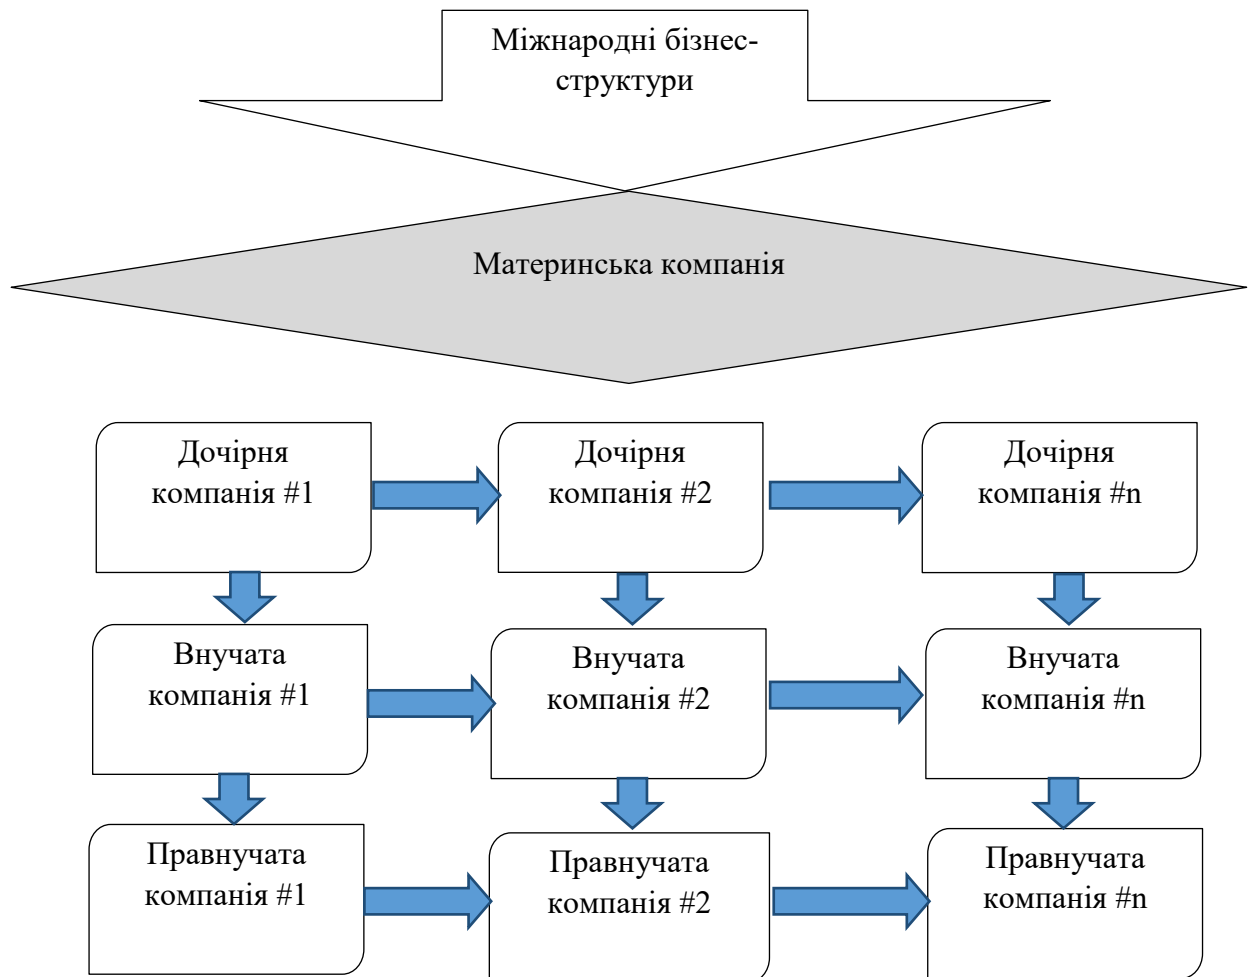 Міжнародні бізнес-
структури
Материнська компанія
Дочірня
компанія #1
Дочірня
компанія #2
Дочірня
компанія #n
Внучата
компанія #1
Внучата
компанія #2
Внучата
компанія #n
Правнучата
компанія #1
Правнучата
компанія #2
Правнучата
компанія #n